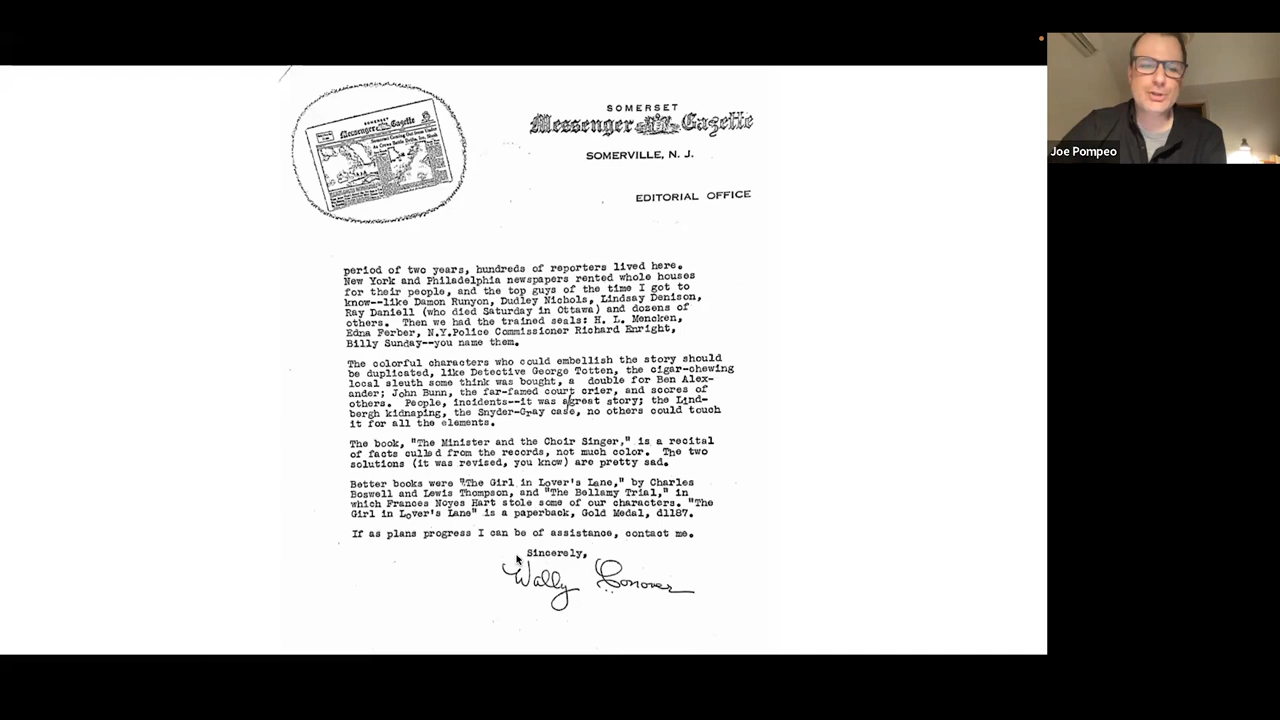 SOMERSET
Messenger Gazette
SOMERVILLE, N. J.
EDITORIAL OFFICE
SOMERSET
Messenger Gazette
period of two years, hundreds of reporters lived here.
New York and Philadelphia newspapers rented whole houses
for their people, and the top guys of the time I got to
know--like Damon Runyon, Dudley Nichols, Lindsay Denison,
Ray Daniell (who died Saturday in Ottawa) and dozens of
others. Then we had the trained seals: H. L. Mencken,
Edna Ferber, N.Y.Police Commissioner Richard Enright,
Billy Sunday--you name them.
The colorful characters who could embellish the story should
be duplicated, like Detective George Totten, the cigar-chewing
local sleuth some think was bought, a double for Ben Alex-
ander; John Bunn, the far-famed court crier, and scores of
others. People, incidents--it was a/great story; the Lind-
bergh kidnaping, the Snyder-Gray case, no others could touch
it for all the elements.
The book, "The Minister and the Choir Singer," is a recital
of facts culled from the records, not much color. The two
solutions (it was revised, you know) are pretty sad.
Better books were "The Girl in Lover's Lane," by Charles
Boswell and Lewis Thompson, and "The Bellamy Trial," in
which Frances Noyes Hart stole some of our characters. "The
Girl in Lover's Lane" is a paperback, Gold Medal, d1187.
If as plans progress I can be of assistance, contact me.
Sincerely,
Wally Conover
Joe Pompeo